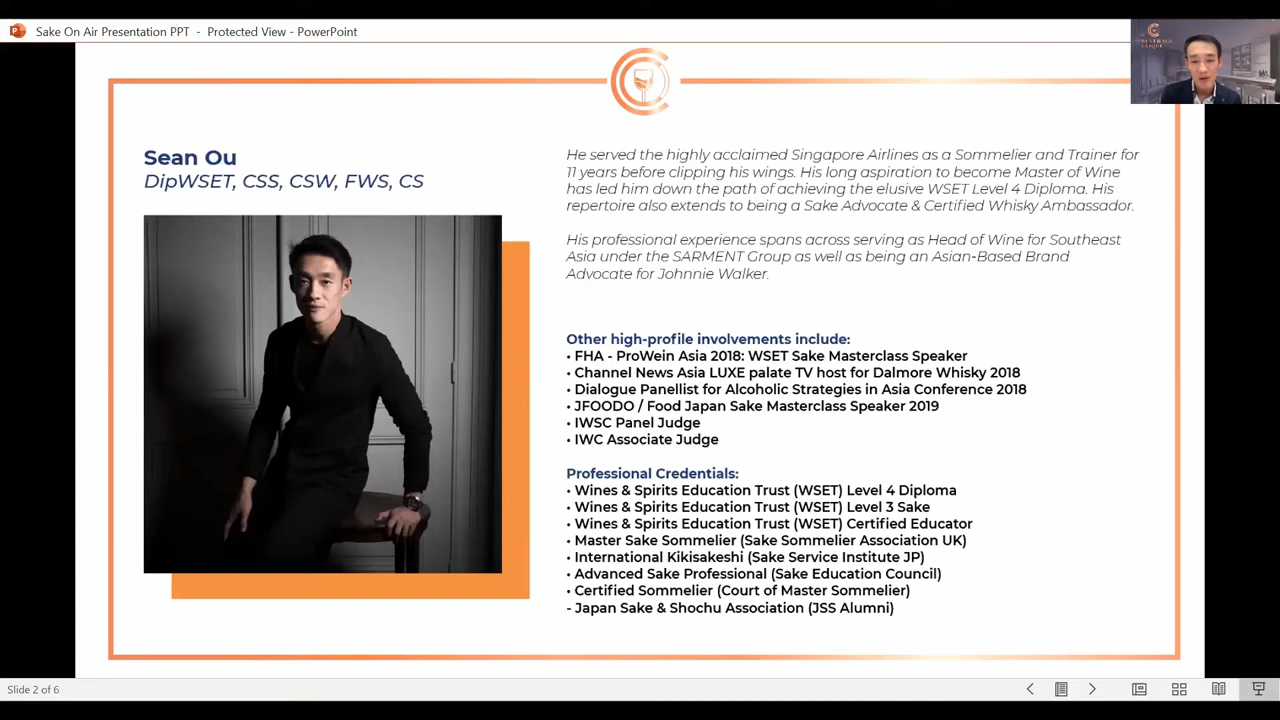 Sake On Air Presentation PPT - Protected View - PowerPoint
Sean Ou
DipWSET, CSS, CSW, FWS, CS
He served the highly acclaimed Singapore Airlines as a Sommelier and Trainer for
11 years before clipping his wings. His long aspiration to become Master of Wine
has led him down the path of achieving the elusive WSET Level 4 Diploma. His
repertoire also extends to being a Sake Advocate & Certified Whisky Ambassador.
His professional experience spans across serving as Head of Wine for Southeast
Asia under the SARMENT Group as well as being an Asian-Based Brand
Advocate for Johnnie Walker.
Other high-profile involvements include:
• FHA - ProWein Asia 2018: WSET Sake Masterclass Speaker
• Channel News Asia LUXE palate TV host for Dalmore Whisky 2018
• Dialogue Panellist for Alcoholic Strategies in Asia Conference 2018
• JFOODO / Food Japan Sake Masterclass Speaker 2019
• IWSC Panel Judge
• IWC Associate Judge
Professional Credentials:
• Wines & Spirits Education Trust (WSET) Level 4 Diploma
• Wines & Spirits Education Trust (WSET) Level 3 Sake
• Wines & Spirits Education Trust (WSET) Certified Educator
• Master Sake Sommelier (Sake Sommelier Association UK)
• International Kikisakeshi (Sake Service Institute JP)
• Advanced Sake Professional (Sake Education Council)
• Certified Sommelier (Court of Master Sommelier)
- Japan Sake & Shochu Association (JSS Alumni)
Slide 2 of 6